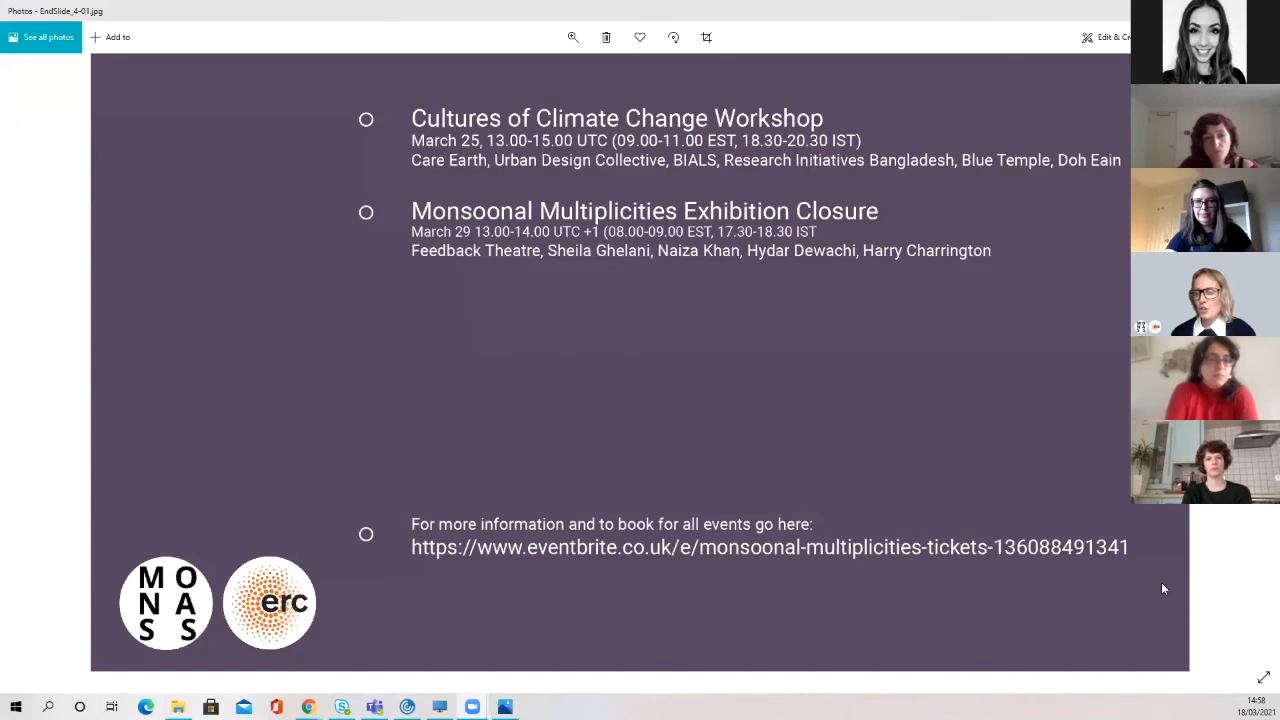 Photos - EndSlide_4-01.jpg
See all photos
Add to
Edit & Cr
Cultures of Climate Change Workshop
March 25, 13.00-15.00 UTC (09.00-11.00 EST, 18.30-20.30 IST)
Care Earth, Urban Design Collective, BIALS, Research Initiatives Bangladesh, Blue Temple, Doh Eain
Monsoonal Multiplicities Exhibition Closure
March 29 13.00-14.00 UTC +1 (08.00-09.00 EST, 17.30-18.30 IST
Feedback Theatre, Sheila Ghelani, Naiza Khan, Hydar Dewachi, Harry Charrington
For more information and to book for all events go here:
https://www.eventbrite.co.uk/e/monsoonal-multiplicities-tickets-136088491341
M O
N A
S S
erc
14:58
18/03/2021